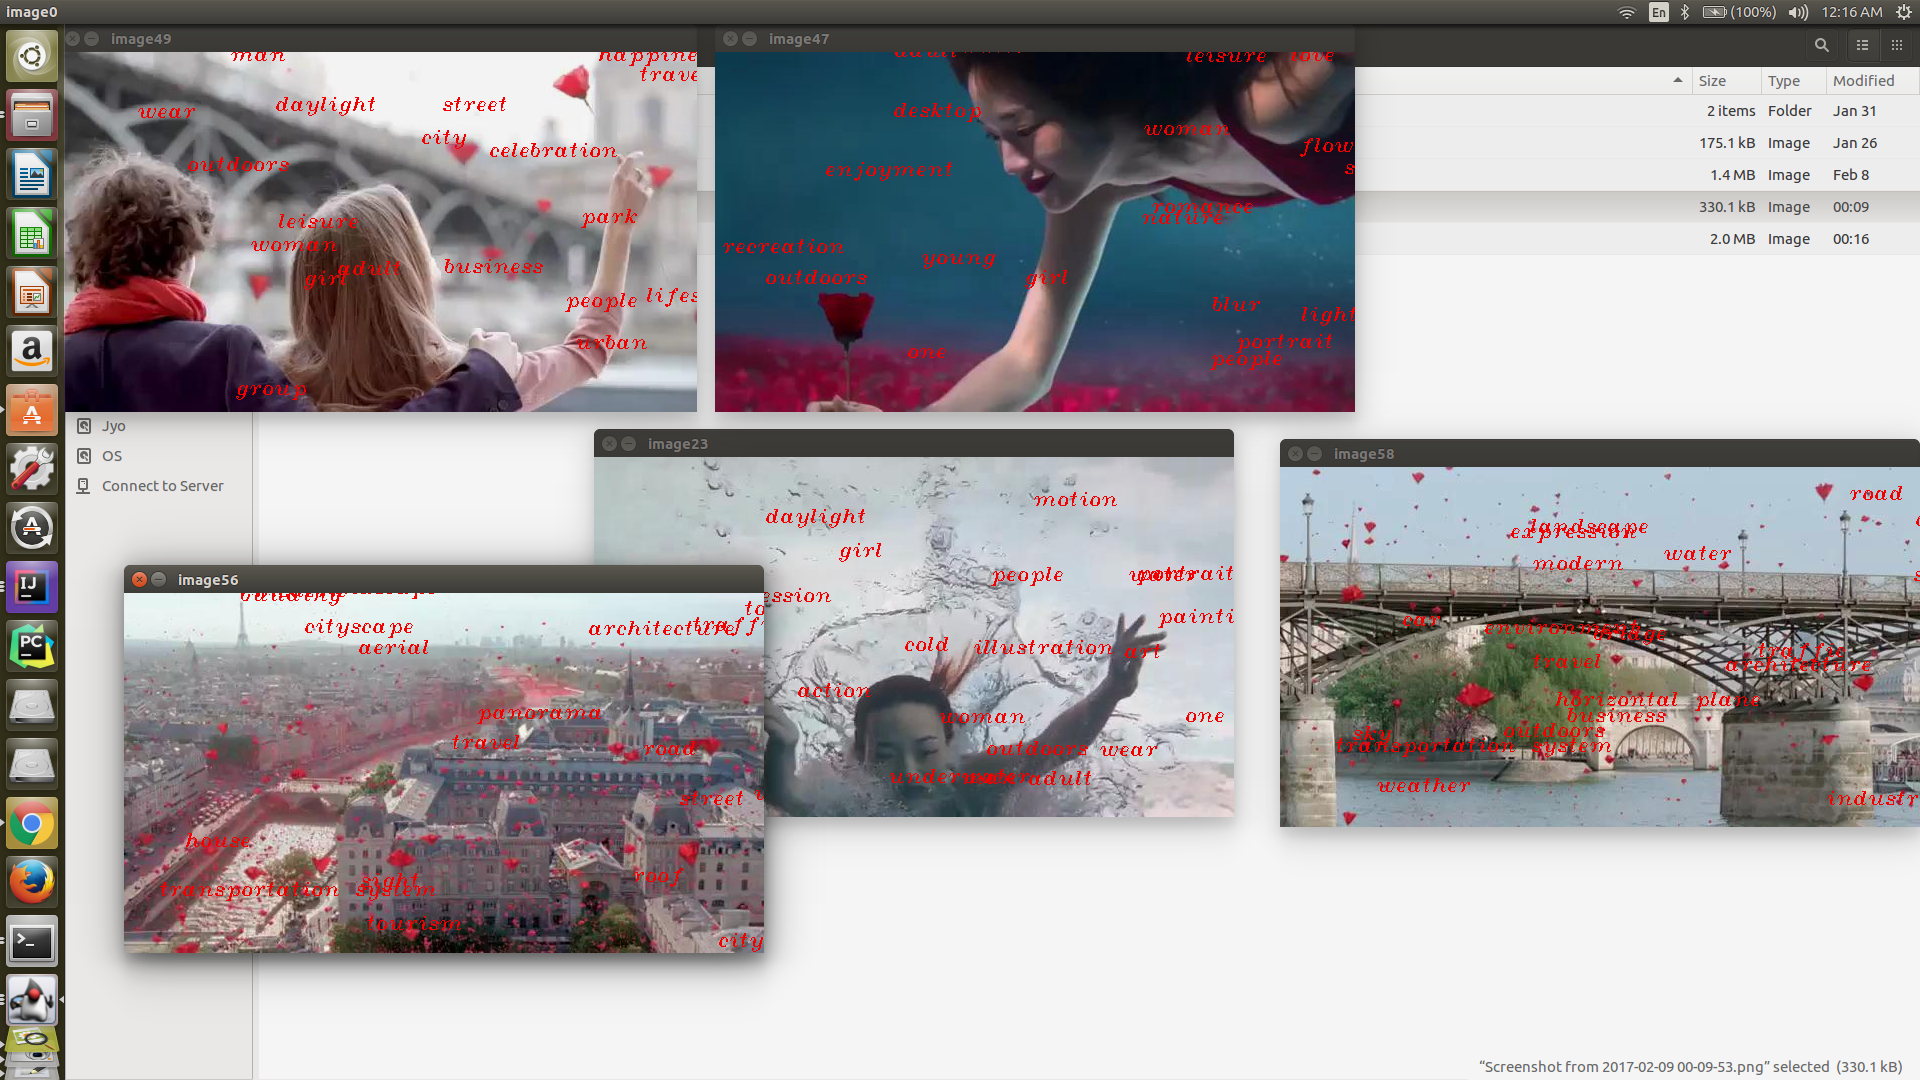 image0
En
(100%)
12:16 AM
image49
man
happine
trave
wear
daylight
street
city
celebration
outdoors
leisure
park
woman
adult
business
girl
people
lifes
urban
group
image47
leisure love
desktop
woman
flow
enjoyment
romance
nature
recreation
young
outdoors
girl
blur
light
portrait
one
people
Size
Type
Modified
2 items
Folder
Jan 31
175.1 kB
Image
Jan 26
1.4 MB
Image
Feb 8
330.1 kB
Image
00:09
2.0 MB
Image
00:16
Jyo
OS
Connect to Server
image23
motion
daylight
girl
people
portrait
ession
painti
cold
illustration
art
action
woman
one
outdoors
wear
underwater
adult
image58
road
landscape
expression
water
modern
car
environment
bridge
travel
traffic
architecture
horizontal plane
business
sky
outdoors
transportation system
weather
industr
image56
building
cityscape
architecture
traff
aerial
panorama
travel
road
street
house
sight
roof
transportation system
tourism
city
“Screenshot from 2017-02-09 00-09-53.png” selected (330.1 kB)